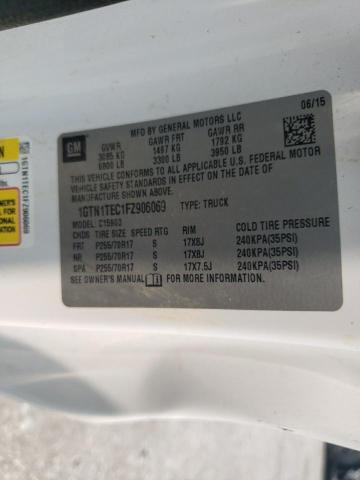 06/15
GM
MFD BY GENERAL MOTORS LLC
GVWR GAWR FRT GAWR RR
3085 KG 1497 KG 1792 KG
6800 LB 3300 LB 3950 LB
THIS VEHICLE CONFORMS TO ALL APPLICABLE U.S. FEDERAL MOTOR
VEHICLE SAFETY STANDARDS IN EFFECT ON THE DATE OF
MANUFACTURE SHOWN ABOVE.
1GTN1TEC1FZ906069 TYPE: TRUCK
MODEL: C15903
CHDS TIRE SIZE SPEED RTG RIM COLD TIRE PRESSURE
FRT P255/70R17 S 17X8J 240KPA(35PSI)
RR P255/70R17 S 17X8J 240KPA(35PSI)
SPA P255/70R17 S 17X7.5J 240KPA(35PSI)
SEE OWNER'S MANUAL FOR MORE INFORMATION
1GTN1TEC1FZ906069